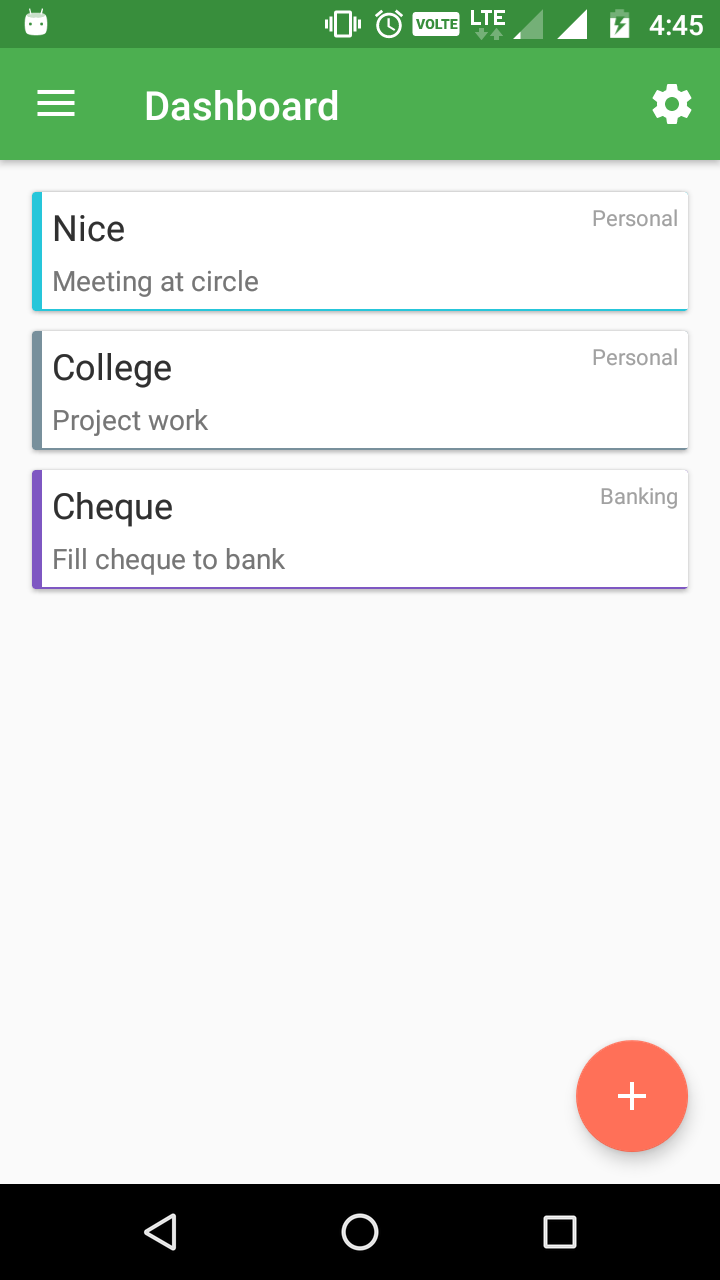 VOLTE LTE 4:45
Dashboard
Nice Personal
Meeting at circle
College Personal
Project work
Cheque Banking
Fill cheque to bank